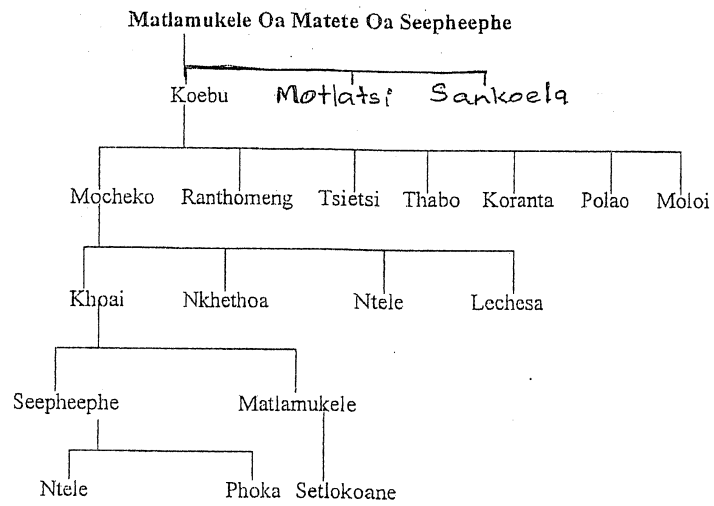 Matlamukele Oa Matete Oa Seepheephe
Koebu Motlatsi Sankoela
Mocheko Ranthomeng Tsietsi Thabo Koranta Polao Moloi
Khoai Nkhethoa Ntele Lechesa
Seepheephe Matlamukele
Ntele Phoka Setlokoane